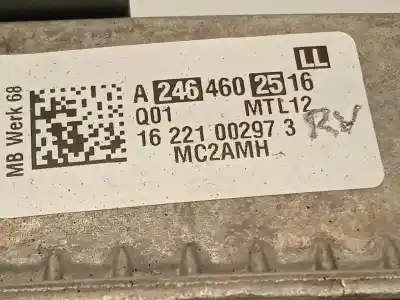 MB Werk 68
LL
A 246 460 25 16
Q01 MTL12
16 221 00297 3
MC2AMH
RV